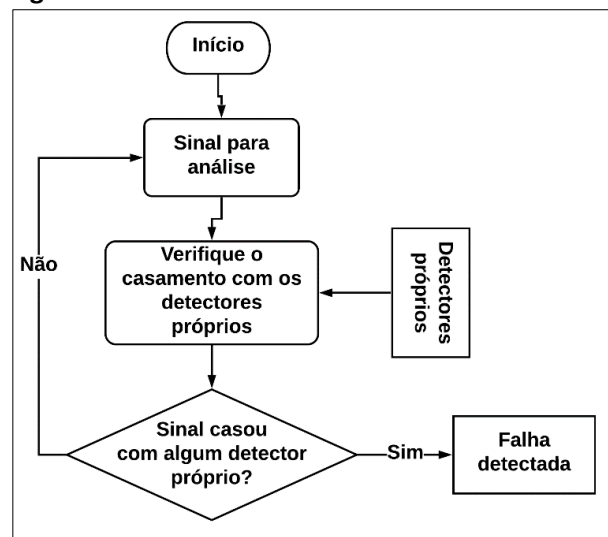 g
Início
Sinal para
análise
Verifique o
casamento com os
detectores
próprios
Detectores
próprios
Não
Sinal casou
com algum detector
próprio?
Sim
Falha
detectada